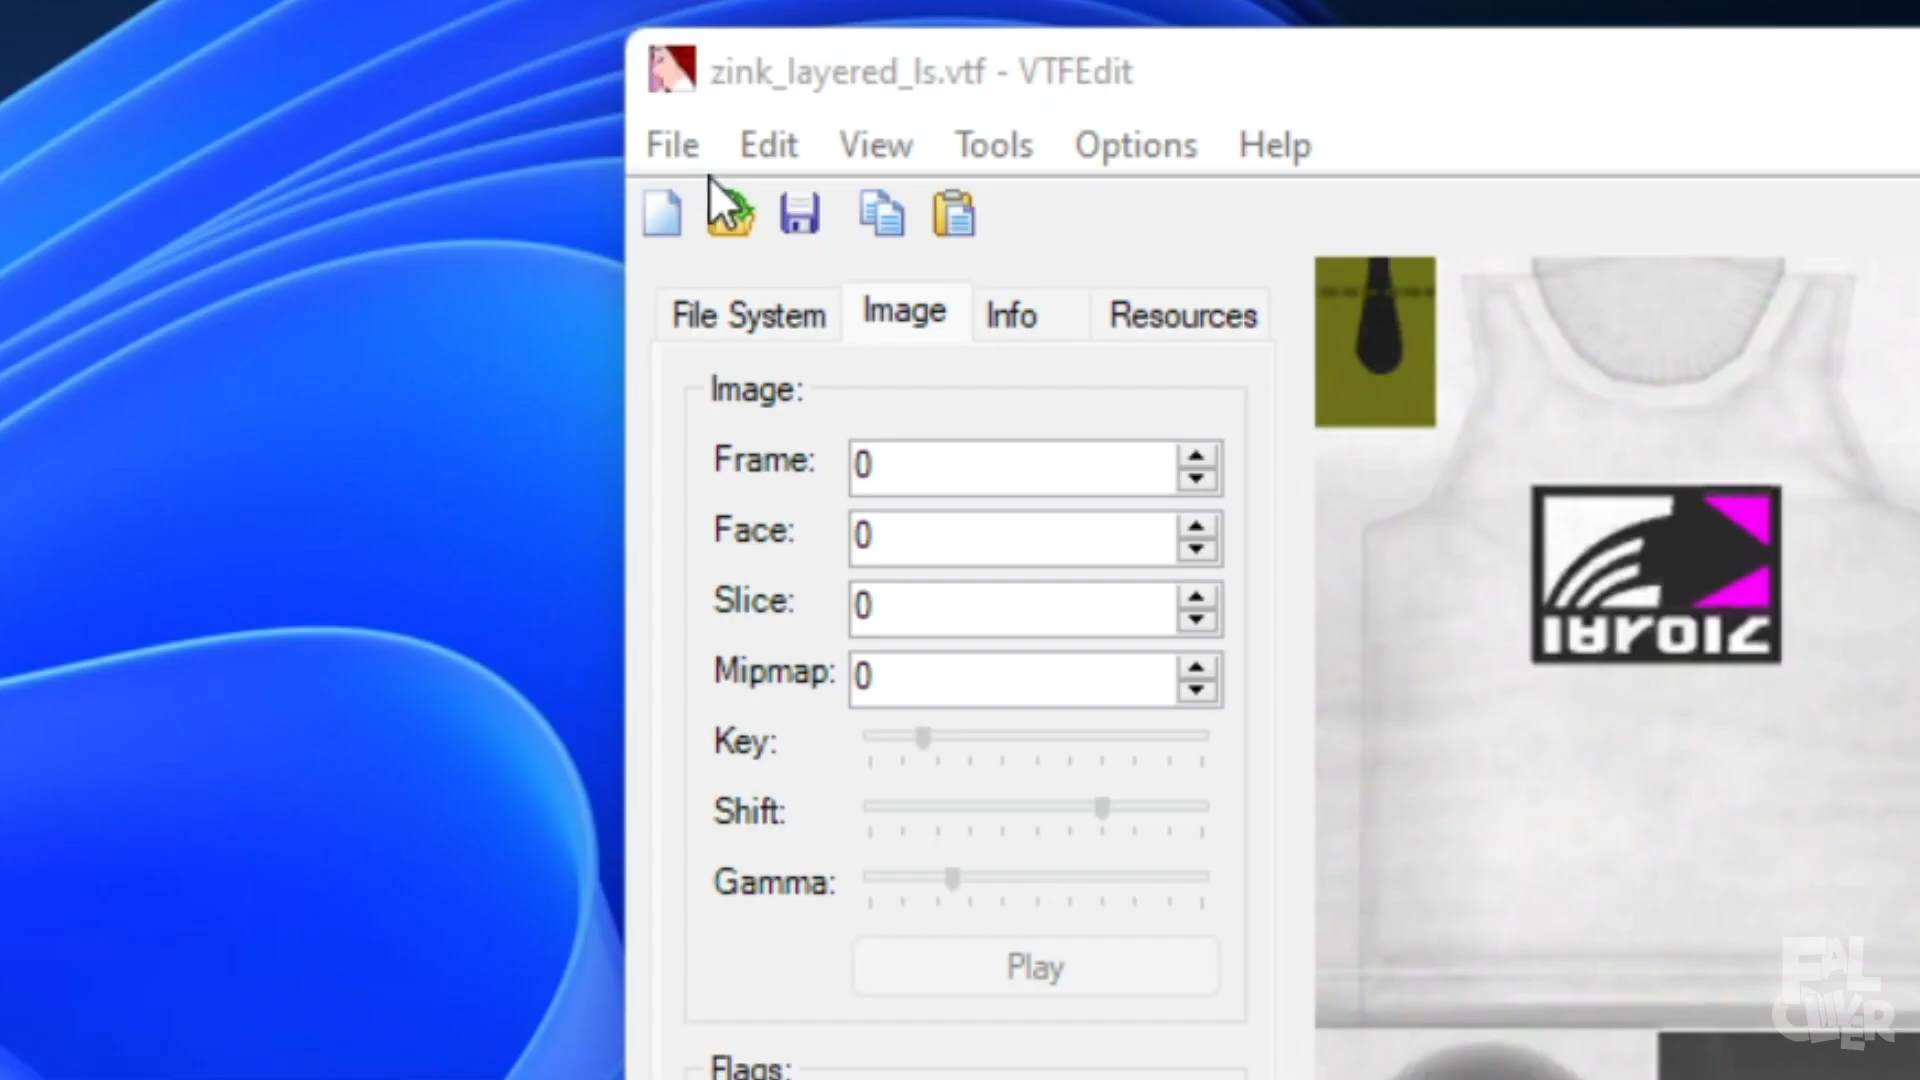 zink_layered_ls.vtf - VTFEdit
File Edit View Tools Options Help
File System Image Info Resources
Image:
Frame: 0
Face: 0
Slice: 0
Mipmap: 0
Key:
Shift:
Gamma:
Play
Flags: